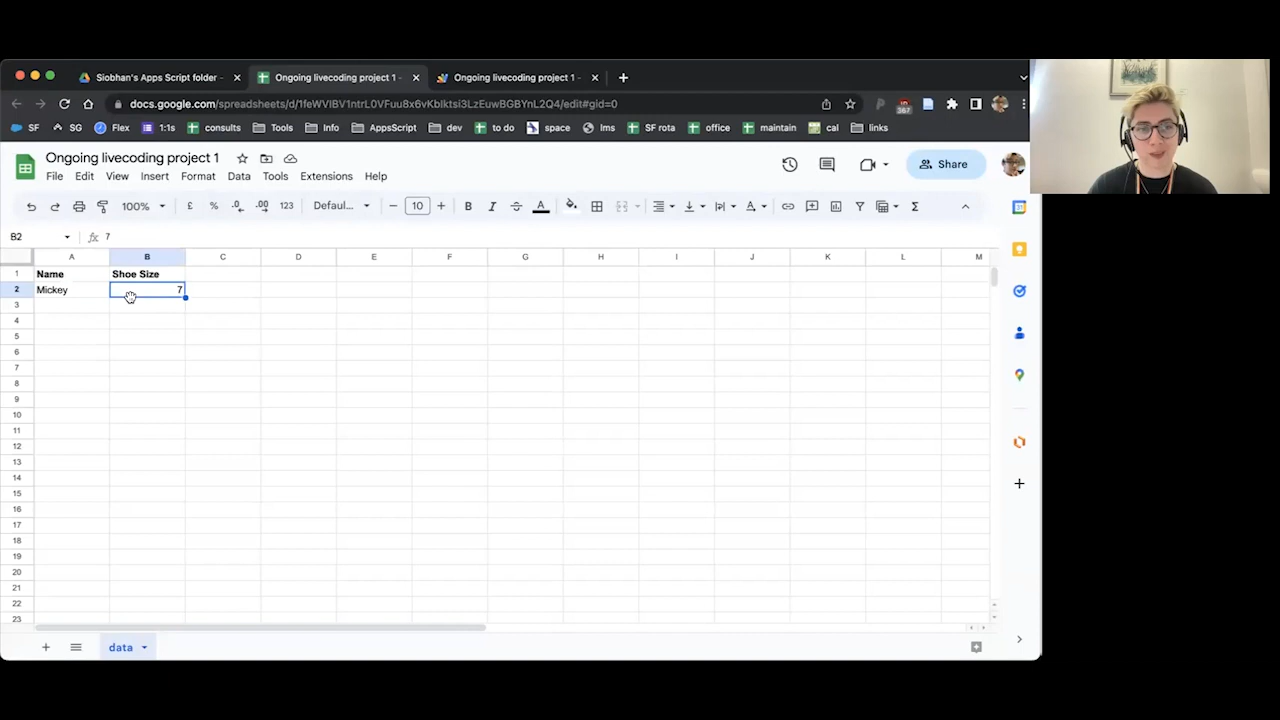 Siobhan's Apps Script folder - Ongoing livecoding project 1 - Ongoing livecoding project 1 -
docs.google.com/spreadsheets/d/1feWVIBV1ntrL0VFuu8x6vKbIktsi3LzEuwBGBYnL2Q4/edit#gid=0
SF SG Flex 1:1s consults Tools Info AppsScript dev to do space lms SF rota office maintain cal links
Ongoing livecoding project 1
Share
File Edit View Insert Format Data Tools Extensions Help
100% £ % .0 .00 123 Defaul... 10 B I A Σ
B2 fx 7
A B C D E F G H I J K L M
1 Name Shoe Size
2 Mickey 7
3
4
5
6
7
8
9
10
11
12
13
14
15
16
17
18
19
20
21
22
23
data